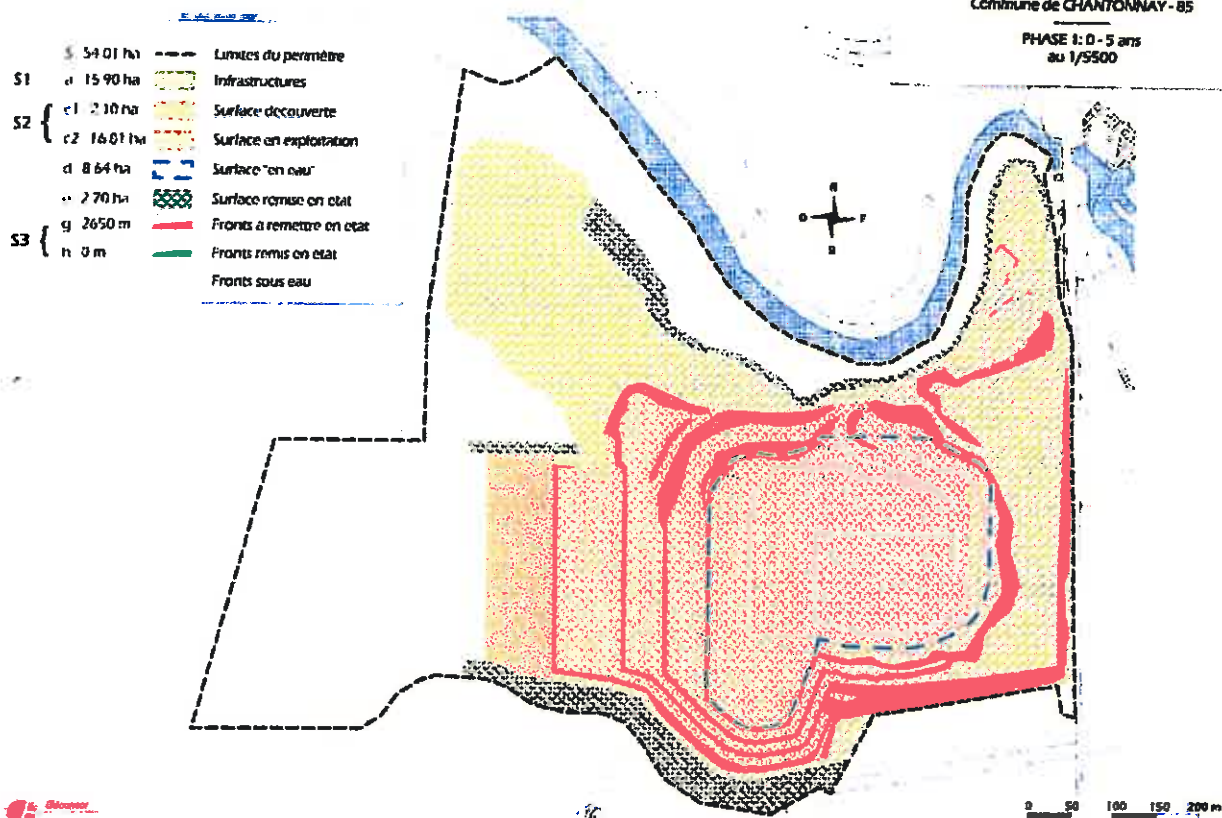 Commune de CHANTONNAY - 85
PHASE 1: 0 - 5 ans
au 1/5500
S 54.01 ha Limites du périmètre
S1 a 15.90 ha Infrastructures
S2 { c1 2.10 ha Surface découverte
c2 16.01 ha Surface en exploitation
d 8.64 ha Surface "en eau"
e 2.70 ha Surface remise en état
S3 { g 2650 m Fronts à remettre en état
h 0 m Fronts remis en état
Fronts sous eau
N
O E
S
0 50 100 150 200 m